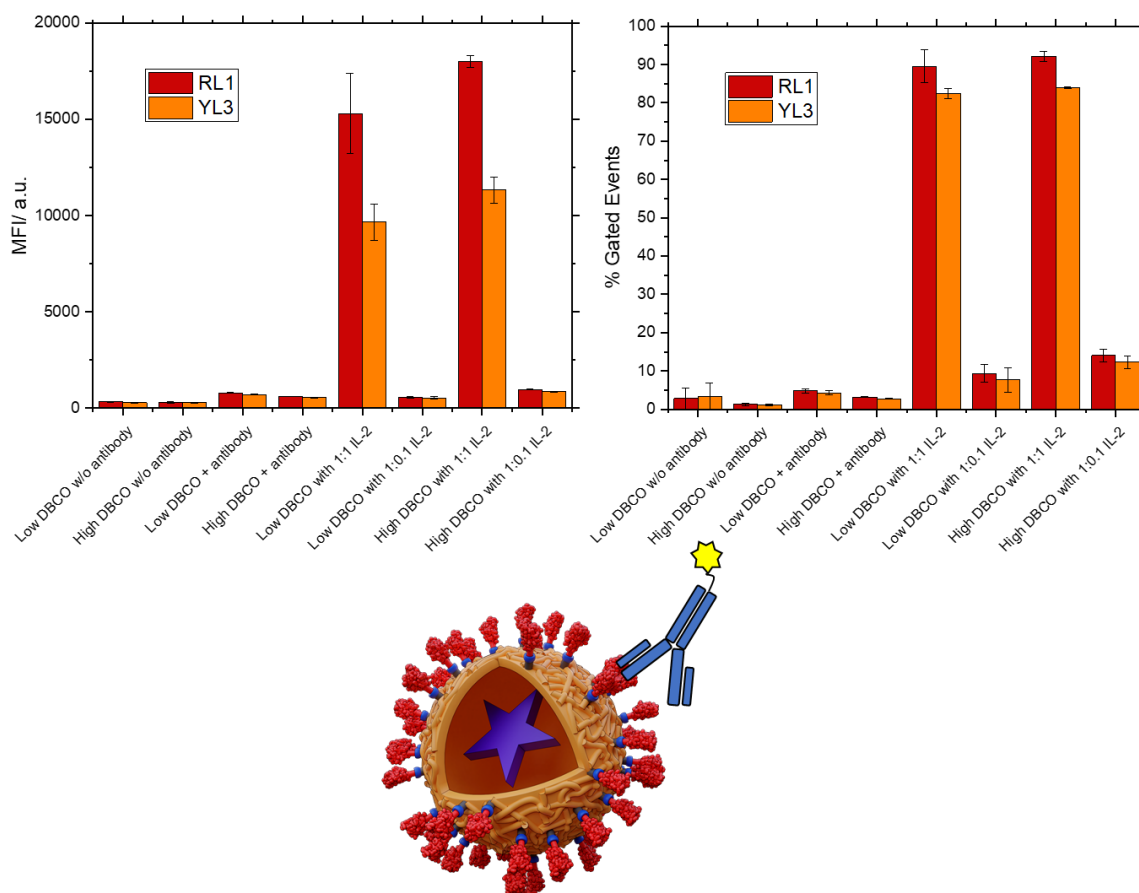 20000
15000
10000
5000
0
MFI/ a.u.
RL1
YL3
Low DBCO w/o antibody
High DBCO w/o antibody
Low DBCO + antibody
High DBCO + antibody
Low DBCO with 1:1 IL-2
Low DBCO with 1:0.1 IL-2
High DBCO with 1:1 IL-2
High DBCO with 1:0.1 IL-2
100
90
80
70
60
50
40
30
20
10
0
% Gated Events
RL1
YL3
Low DBCO w/o antibody
High DBCO w/o antibody
Low DBCO + antibody
High DBCO + antibody
Low DBCO with 1:1 IL-2
Low DBCO with 1:0.1 IL-2
High DBCO with 1:1 IL-2
High DBCO with 1:0.1 IL-2